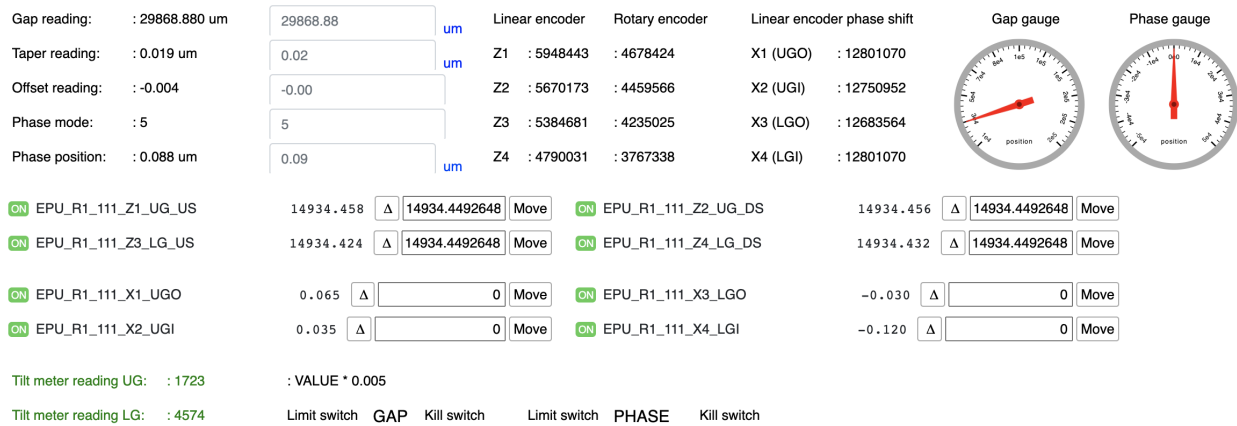 Gap reading: : 29868.880 um 29868.88 um Linear encoder Rotary encoder Linear encoder phase shift Gap gauge Phase gauge
Taper reading: : 0.019 um 0.02 um Z1 : 5948443 : 4678424 X1 (UGO) : 12801070
Offset reading: : -0.004 -0.00 Z2 : 5670173 : 4459566 X2 (UGI) : 12750952
Phase mode: : 5 5 Z3 : 5384681 : 4235025 X3 (LGO) : 12683564
Phase position: : 0.088 um 0.09 um Z4 : 4790031 : 3767338 X4 (LGI) : 12801070
position position
ON EPU_R1_111_Z1_UG_US 14934.458 Δ 14934.4492648 Move ON EPU_R1_111_Z2_UG_DS 14934.456 Δ 14934.4492648 Move
ON EPU_R1_111_Z3_LG_US 14934.424 Δ 14934.4492648 Move ON EPU_R1_111_Z4_LG_DS 14934.432 Δ 14934.4492648 Move
ON EPU_R1_111_X1_UGO 0.065 Δ 0 Move ON EPU_R1_111_X3_LGO -0.030 Δ 0 Move
ON EPU_R1_111_X2_UGI 0.035 Δ 0 Move ON EPU_R1_111_X4_LGI -0.120 Δ 0 Move
Tilt meter reading UG: : 1723 : VALUE * 0.005
Tilt meter reading LG: : 4574 Limit switch GAP Kill switch Limit switch PHASE Kill switch